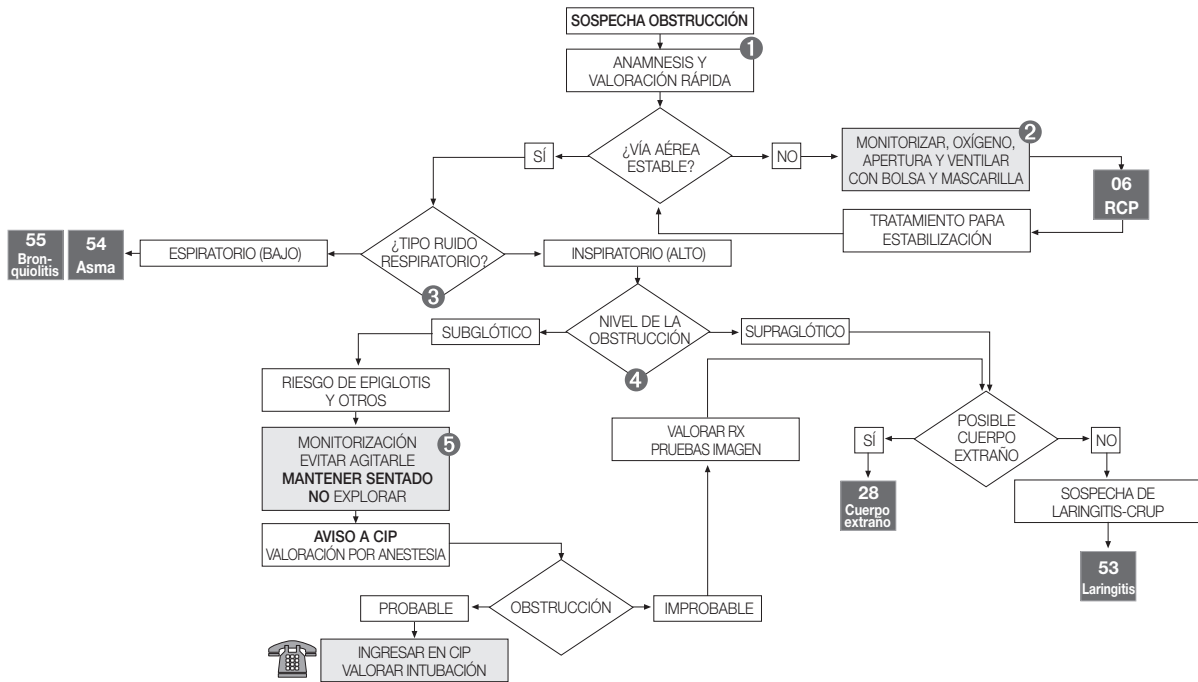 SOSPECHA OBSTRUCCIÓN
1
ANAMNESIS Y
VALORACIÓN RÁPIDA
¿VÍA AÉREA
ESTABLE?
SÍ
NO
2
MONITORIZAR, OXÍGENO,
APERTURA Y VENTILAR
CON BOLSA Y MASCARILLA
06
RCP
TRATAMIENTO PARA
ESTABILIZACIÓN
¿TIPO RUIDO
RESPIRATORIO?
3
ESPIRATORIO (BAJO)
54
Asma
55
Bron-
quiolitis
INSPIRATORIO (ALTO)
NIVEL DE LA
OBSTRUCCIÓN
4
SUBGLÓTICO
SUPRAGLÓTICO
RIESGO DE EPIGLOTIS
Y OTROS
5
MONITORIZACIÓN
EVITAR AGITARLE
MANTENER SENTADO
NO EXPLORAR
AVISO A CIP
VALORACIÓN POR ANESTESIA
OBSTRUCCIÓN
PROBABLE
IMPROBABLE
INGRESAR EN CIP
VALORAR INTUBACIÓN
VALORAR RX
PRUEBAS IMAGEN
POSIBLE
CUERPO
EXTRAÑO
SÍ
NO
28
Cuerpo
extraño
SOSPECHA DE
LARINGITIS-CRUP
53
Laringitis